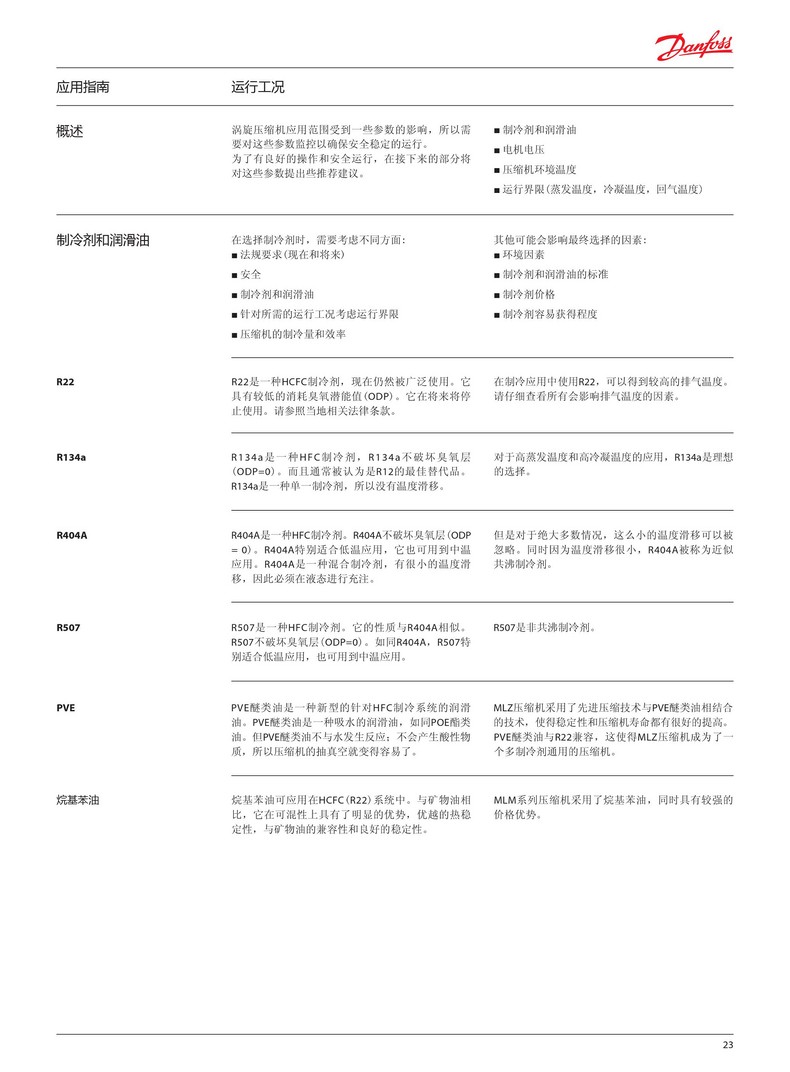 Danfoss
应用指南
运行工况
概述
涡旋压缩机应用范围受到一些参数的影响，所以需
要对这些参数监控以确保安全稳定的运行。
为了有良好的操作和安全运行，在接下来的部分将
对这些参数提出些推荐建议。
■ 制冷剂和润滑油
■ 电机电压
■ 压缩机环境温度
■ 运行界限(蒸发温度，冷凝温度，回气温度)
制冷剂和润滑油
在选择制冷剂时，需要考虑不同方面:
■ 法规要求(现在和将来)
■ 安全
■ 制冷剂和润滑油
■ 针对所需的运行工况考虑运行界限
■ 压缩机的制冷量和效率
其他可能会影响最终选择的因素:
■ 环境因素
■ 制冷剂和润滑油的标准
■ 制冷剂价格
■ 制冷剂容易获得程度
R22
R22是一种HCFC制冷剂，现在仍然被广泛使用。它
具有较低的消耗臭氧潜能值(ODP)。它在将来将停
止使用。请参照当地相关法律条款。
在制冷应用中使用R22，可以得到较高的排气温度。
请仔细查看所有会影响排气温度的因素。
R134a
R134a是一种HFC制冷剂，R134a不破坏臭氧层
(ODP=0)。而且通常被认为是R12的最佳替代品。
R134a是一种单一制冷剂，所以没有温度滑移。
对于高蒸发温度和高冷凝温度的应用，R134a是理想
的选择。
R404A
R404A是一种HFC制冷剂。R404A不破坏臭氧层(ODP
= 0)。R404A特别适合低温应用，它也可用到中温
应用。R404A是一种混合制冷剂，有很小的温度滑
移，因此必须在液态进行充注。
但是对于绝大多数情况，这么小的温度滑移可以被
忽略。同时因为温度滑移很小，R404A被称为近似
共沸制冷剂。
R507
R507是一种HFC制冷剂。它的性质与R404A相似。
R507不破坏臭氧层(ODP=0)。如同R404A，R507特
别适合低温应用，也可用到中温应用。
R507是非共沸制冷剂。
PVE
PVE醚类油是一种新型的针对HFC制冷系统的润滑
油。PVE醚类油是一种吸水的润滑油，如同POE酯类
油。但PVE醚类油不与水发生反应；不会产生酸性物
质，所以压缩机的抽真空就变得容易了。
MLZ压缩机采用了先进压缩技术与PVE醚类油相结合
的技术，使得稳定性和压缩机寿命都有很好的提高。
PVE醚类油与R22兼容，这使得MLZ压缩机成为了一
个多制冷剂通用的压缩机。
烷基苯油
烷基苯油可应用在HCFC(R22)系统中。与矿物油相
比，它在可混性上具有了明显的优势，优越的热稳
定性，与矿物油的兼容性和良好的稳定性。
MLM系列压缩机采用了烷基苯油，同时具有较强的
价格优势。
23